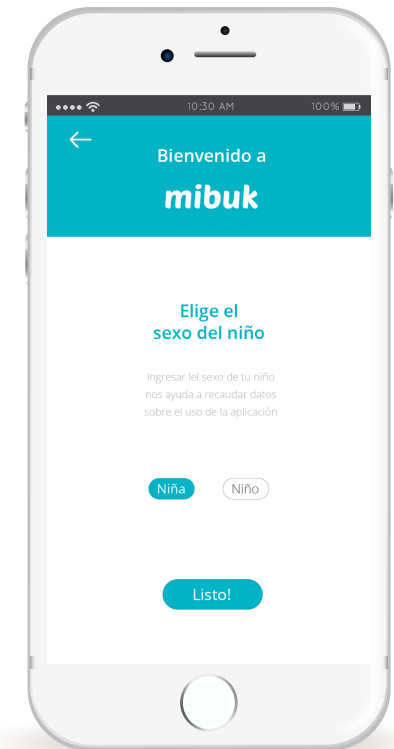 10:30 AM 100%
Bienvenido a
mibuk
Elige el
sexo del niño
Ingresar lel sexo de tu niño
nos ayuda a recaudar datos
sobre el uso de la aplicación
Niña Niño
Listo!